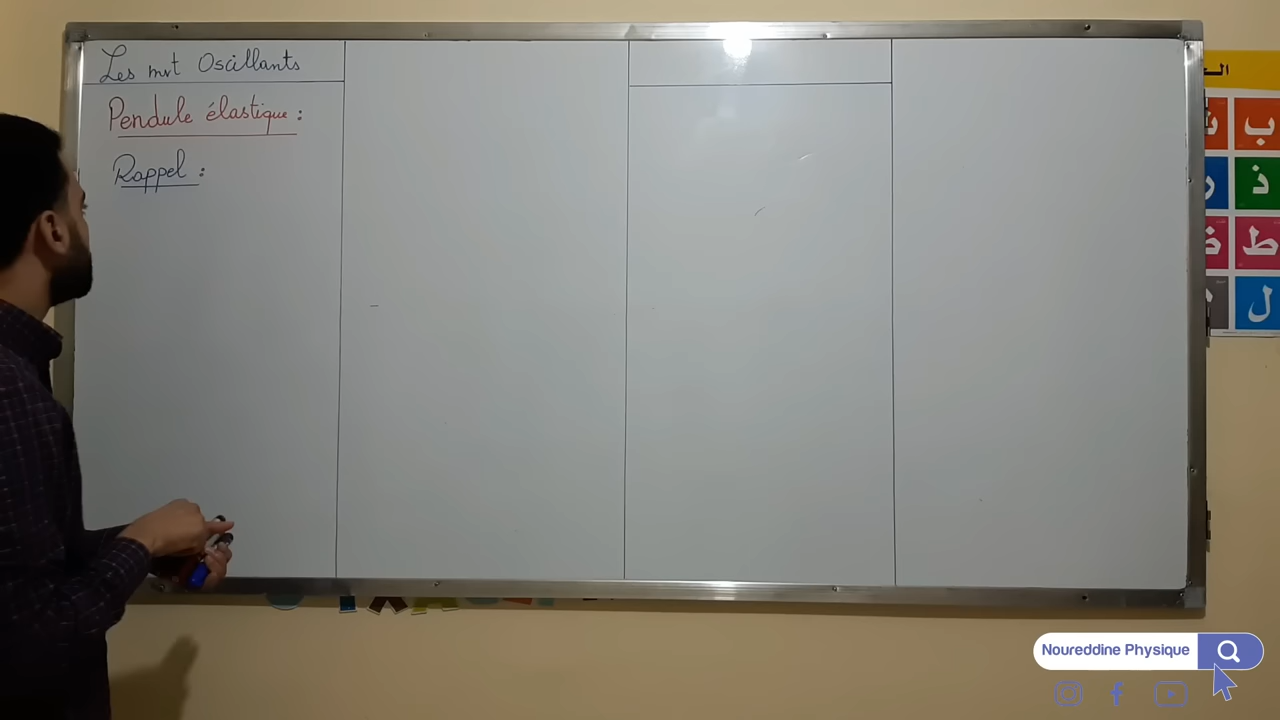 Les mvt Oscillants
Pendule élastique :
Rappel :
ب
ذ
ط
ل
Noureddine Physique